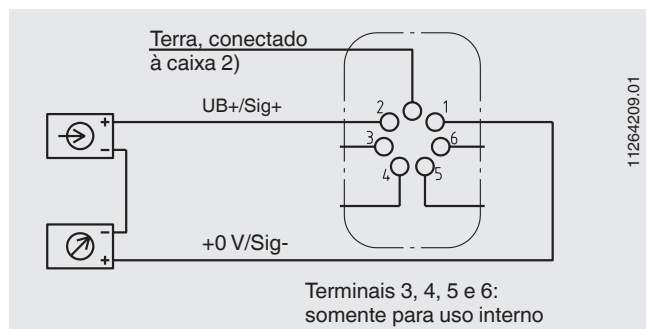 Terra, conectado
à caixa 2)
UB+/Sig+
+
-
2
1
3
6
4
5
-
+
+0 V/Sig-
Terminais 3, 4, 5 e 6:
somente para uso interno
11264209.01